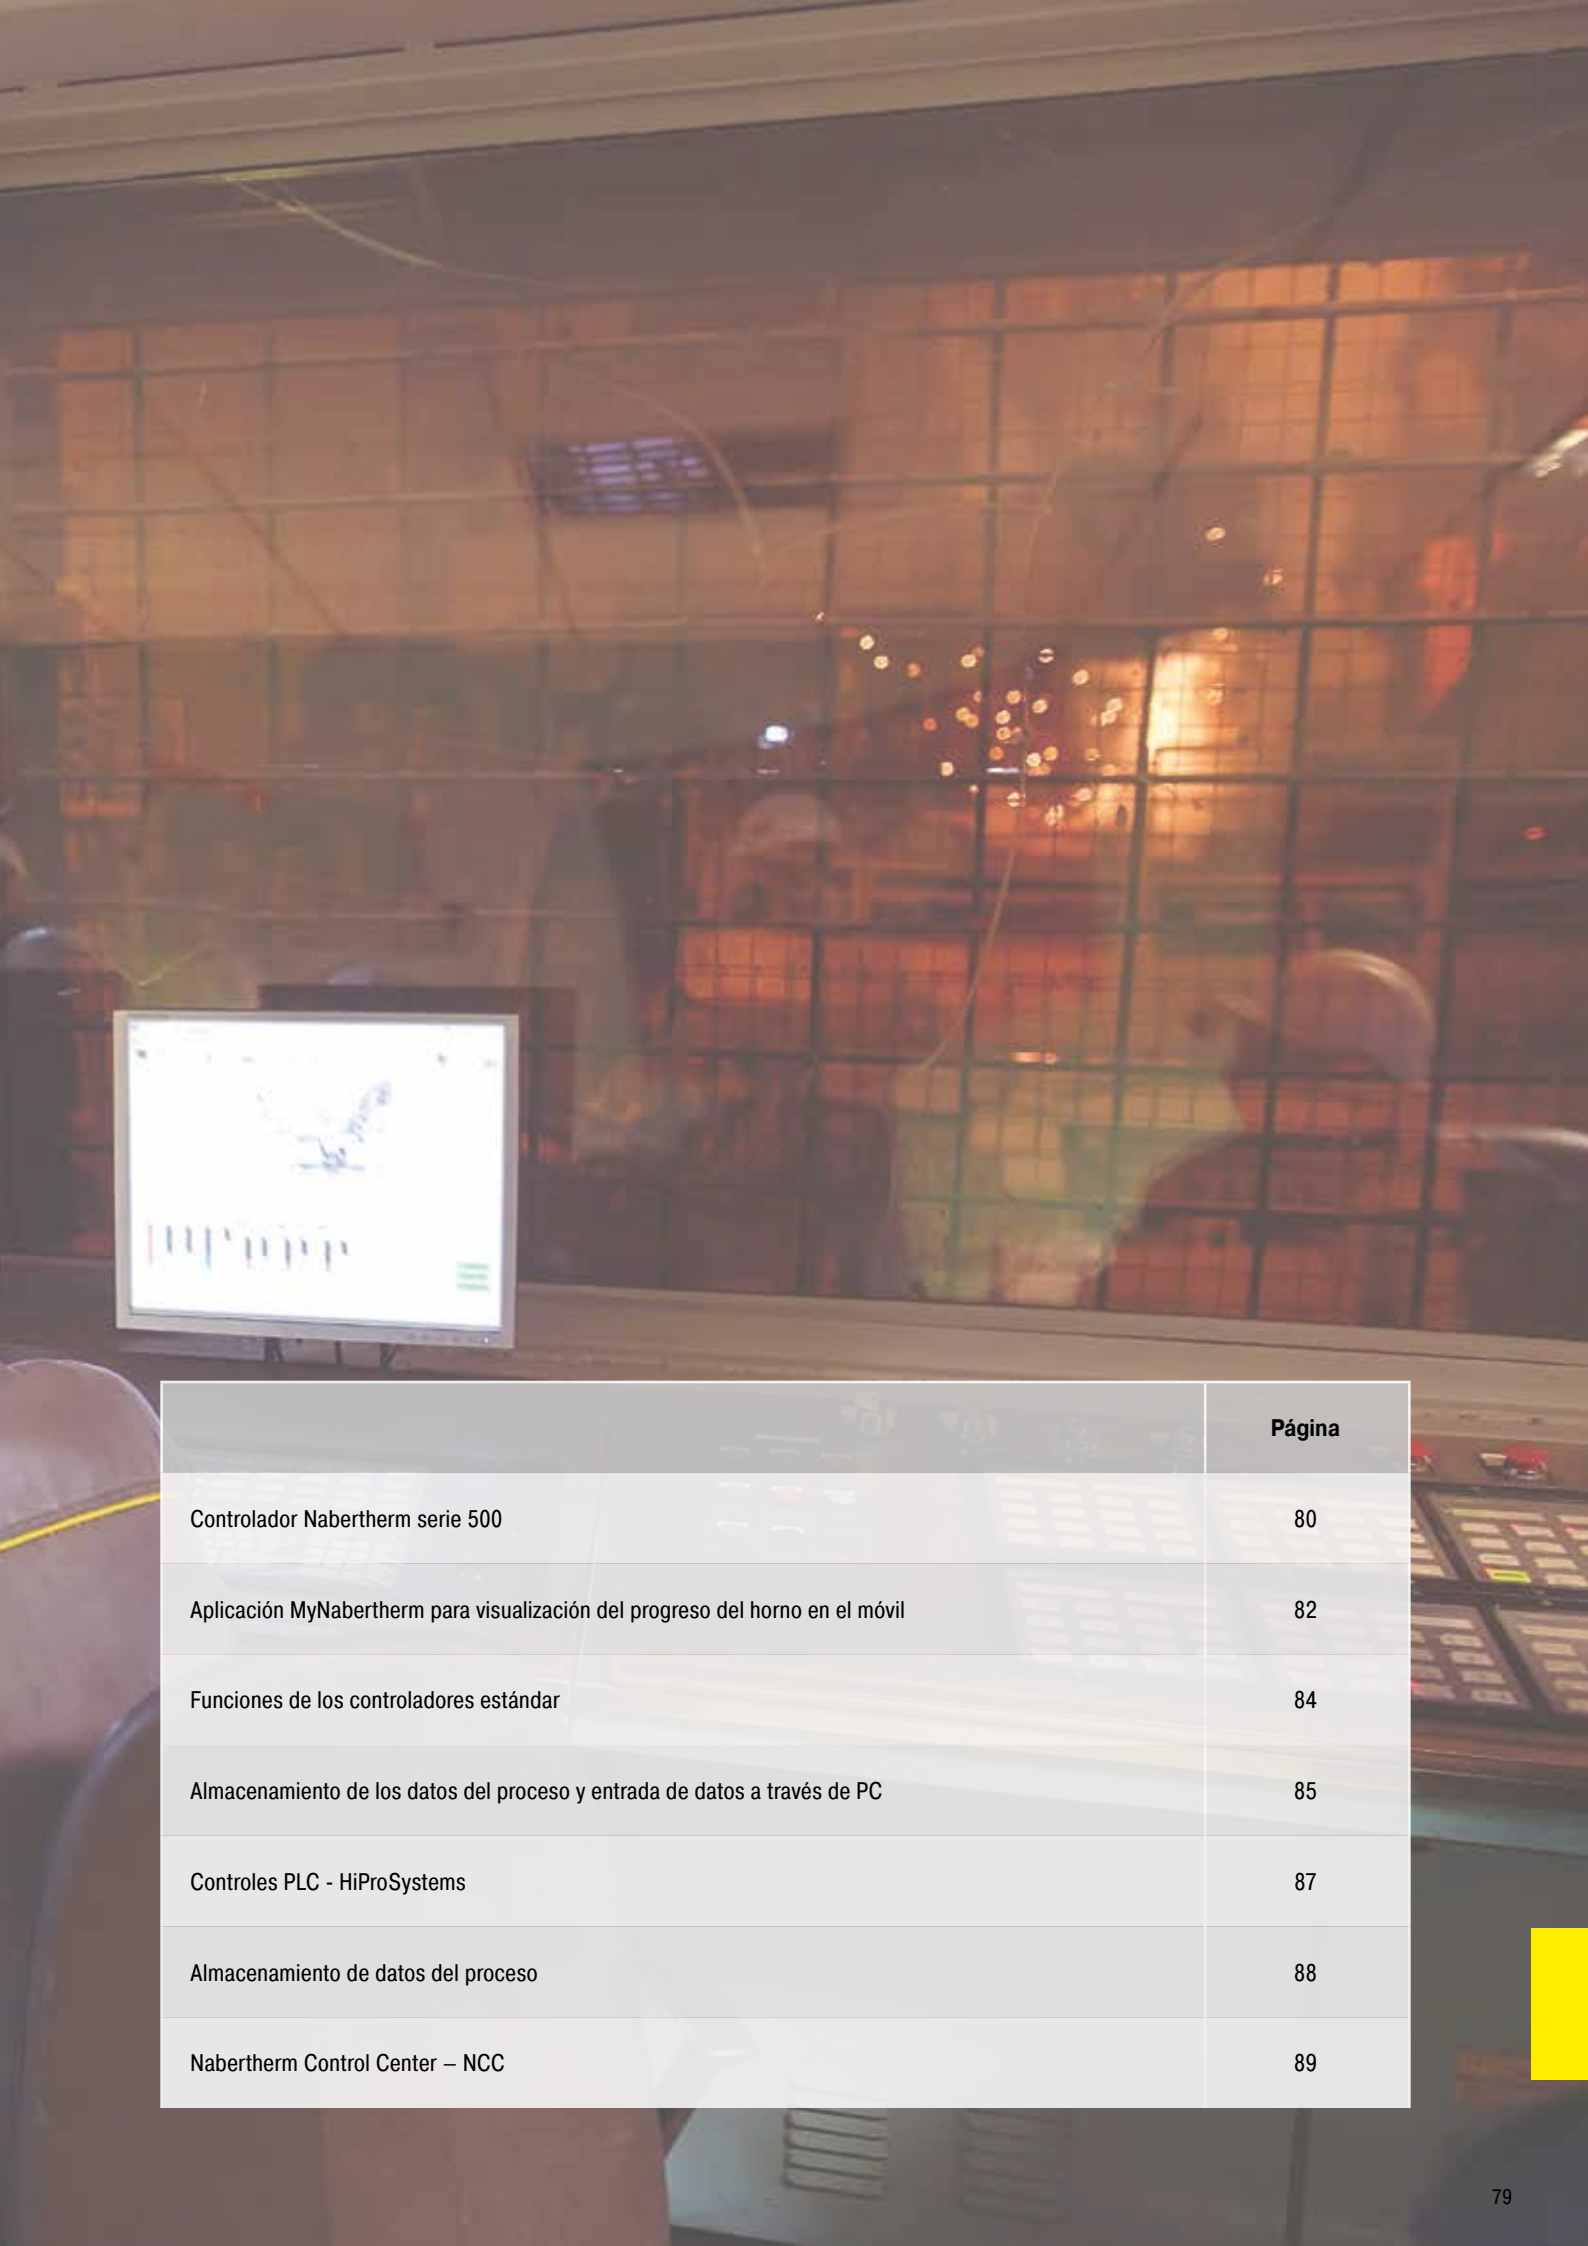 Página
Controlador Nabertherm serie 500 80
Aplicación MyNabertherm para visualización del progreso del horno en el móvil 82
Funciones de los controladores estándar 84
Almacenamiento de los datos del proceso y entrada de datos a través de PC 85
Controles PLC - HiProSystems 87
Almacenamiento de datos del proceso 88
Nabertherm Control Center – NCC 89
79